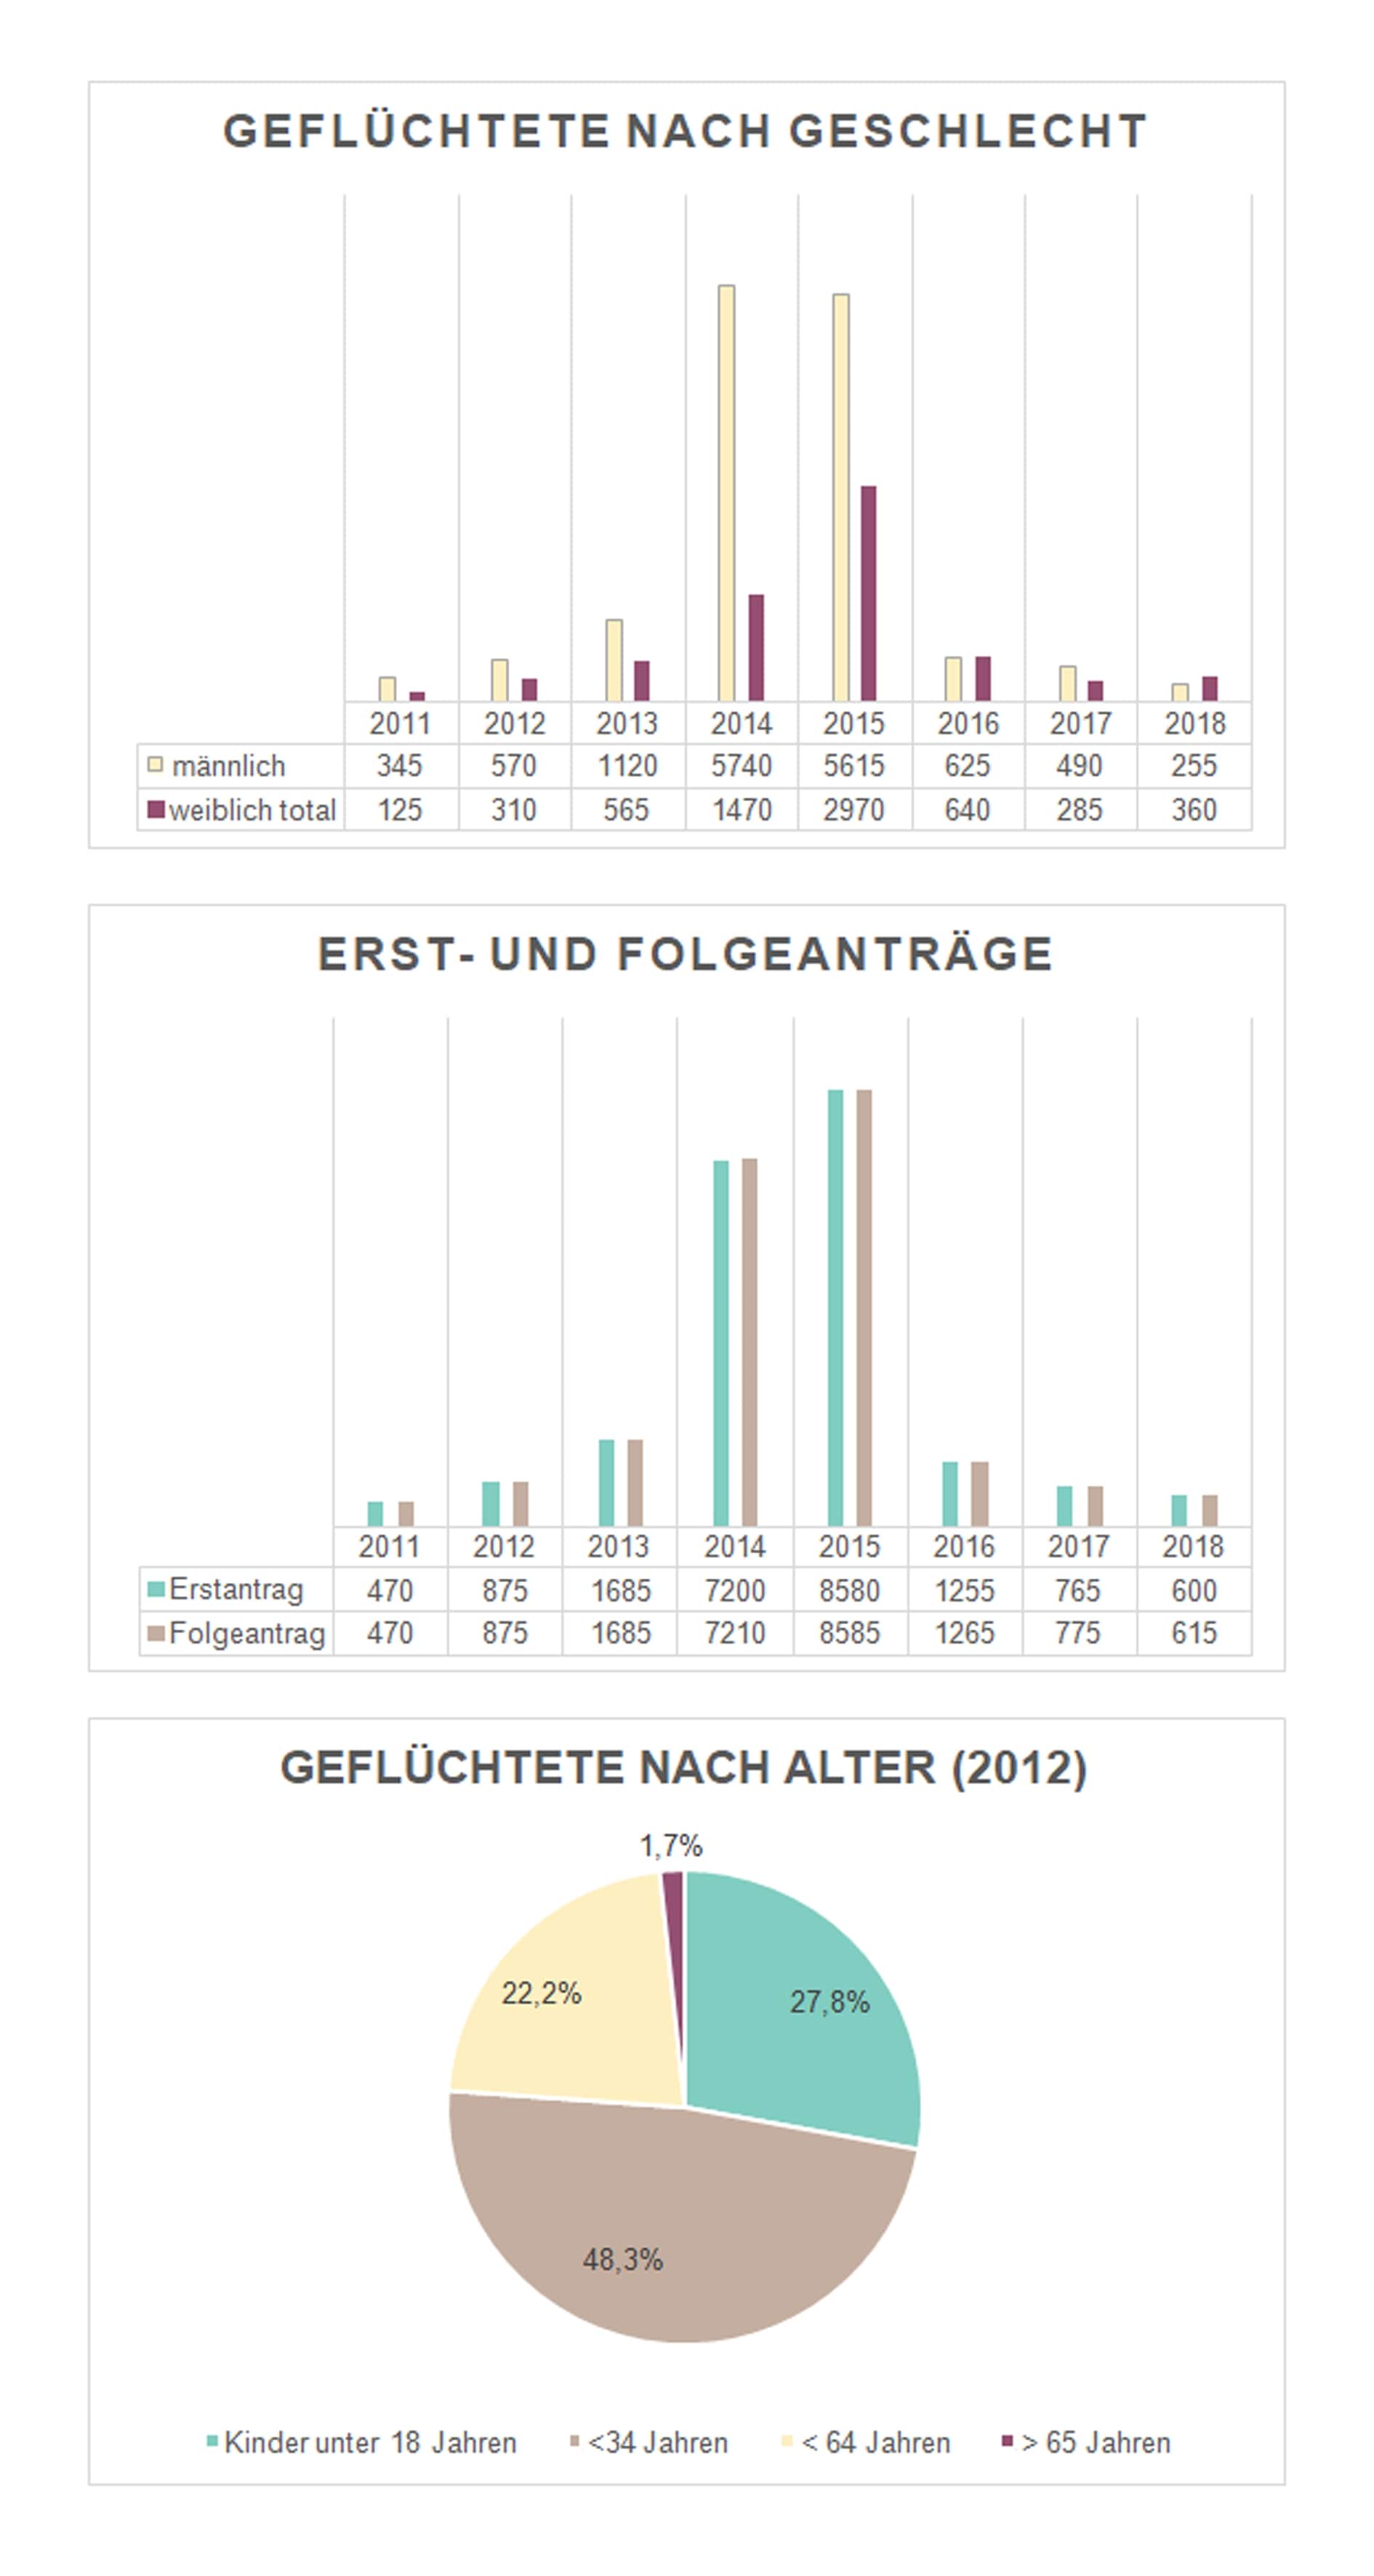 GEFLÜCHTETE NACH GESCHLECHT
2011 2012 2013 2014 2015 2016 2017 2018
männlich 345 570 1120 5740 5615 625 490 255
weiblich total 125 310 565 1470 2970 640 285 360
ERST- UND FOLGEANTRÄGE
2011 2012 2013 2014 2015 2016 2017 2018
Erstantrag 470 875 1685 7200 8580 1255 765 600
Folgeantrag 470 875 1685 7210 8585 1265 775 615
GEFLÜCHTETE NACH ALTER (2012)
1,7%
22,2%
27,8%
48,3%
Kinder unter 18 Jahren <34 Jahren < 64 Jahren > 65 Jahren